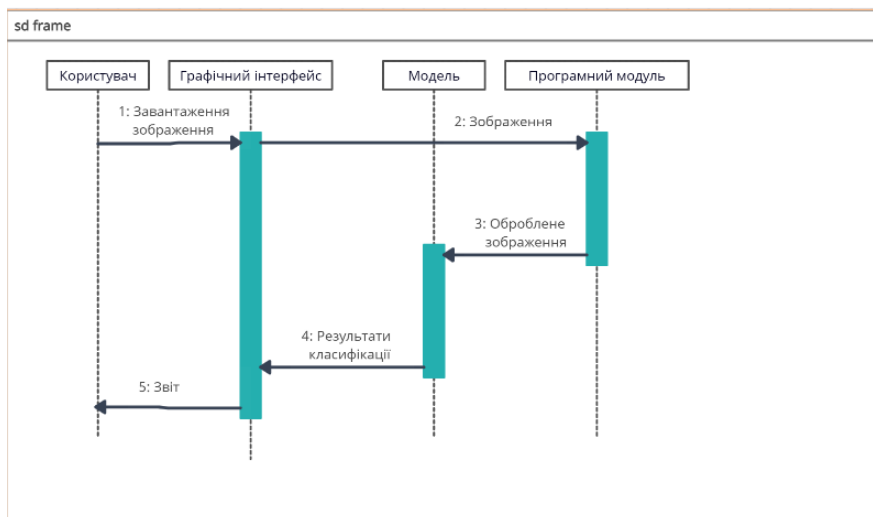 sd frame
Користувач
Графічний інтерфейс
Модель
Програмний модуль
1: Завантаження
зображення
2: Зображення
3: Оброблене
зображення
4: Результати
класифікації
5: Звіт